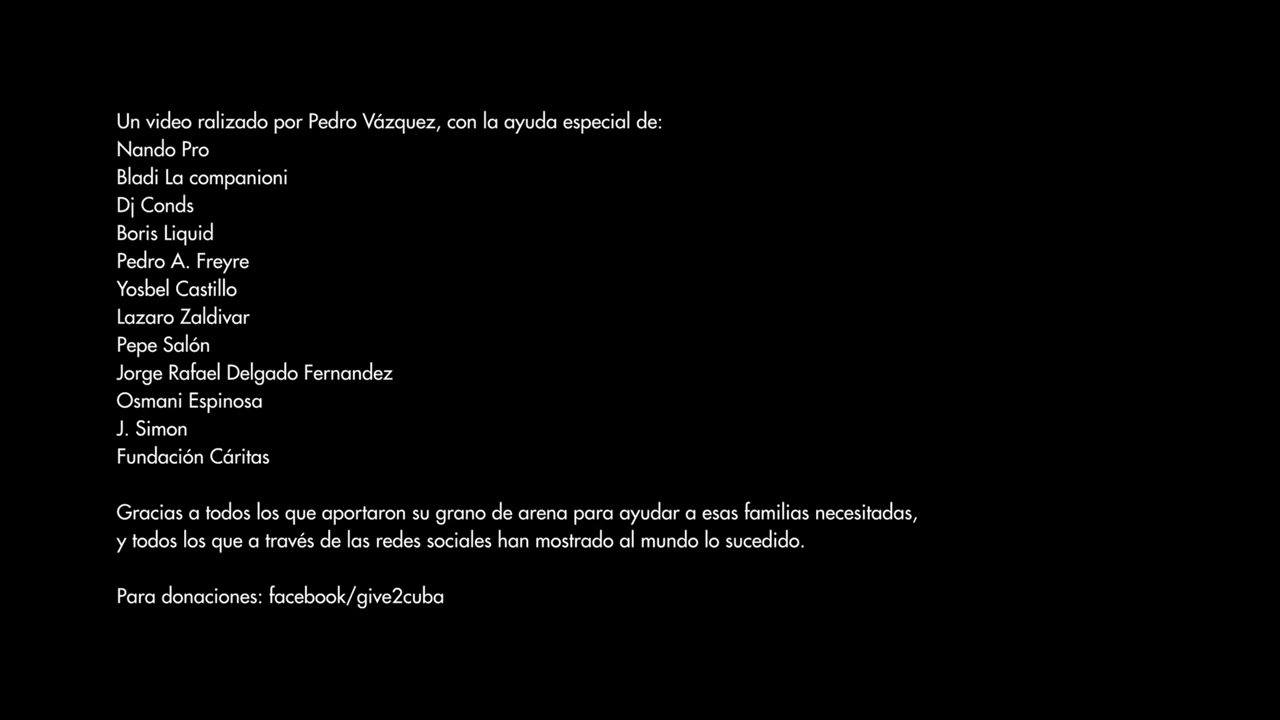 Un video ralizado por Pedro Vázquez, con la ayuda especial de:
Nando Pro
Bladi La companioni
Dj Conds
Boris Liquid
Pedro A. Freyre
Yosbel Castillo
Lazaro Zaldivar
Pepe Salón
Jorge Rafael Delgado Fernandez
Osmani Espinosa
J. Simon
Fundación Cáritas
Gracias a todos los que aportaron su grano de arena para ayudar a esas familias necesitadas,
y todos los que a través de las redes sociales han mostrado al mundo lo sucedido.
Para donaciones: facebook/give2cuba